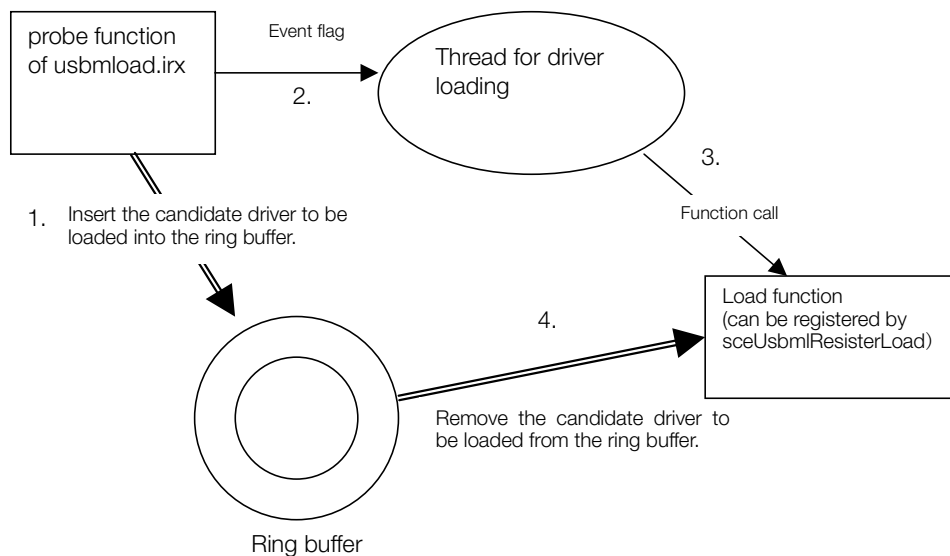 probe function
of usbmload.irx
Event flag
2.
Thread for driver
loading
3.
Function call
1.
Insert the candidate driver to be
loaded into the ring buffer.
4.
Load function
(can be registered by
sceUsbmlResisterLoad)
Remove the candidate driver to
be loaded from the ring buffer.
Ring buffer